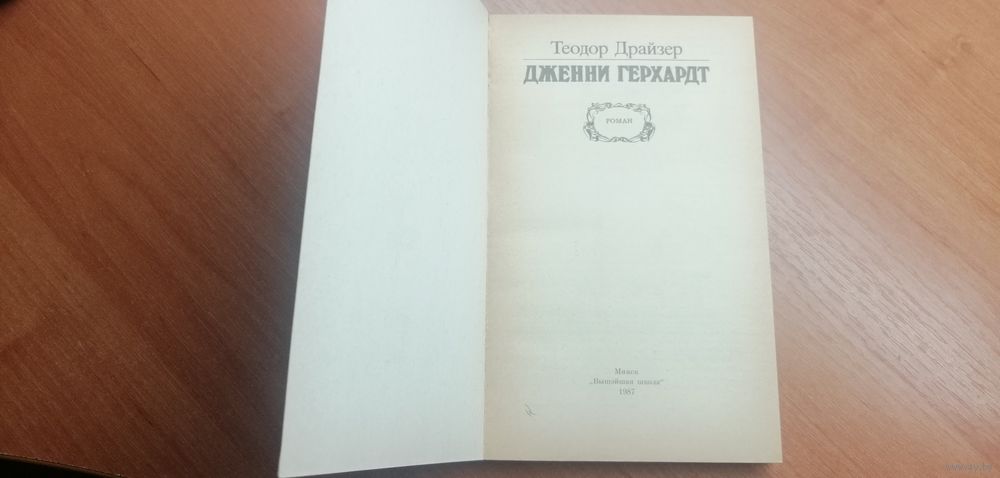 Теодор Драйзер
ДЖЕННИ ГЕРХАРДТ
РОМАН
Минск
„Вышэйшая школа“
1987